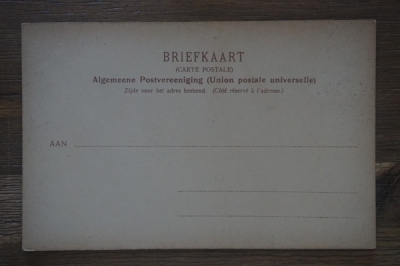 BRIEFKAART
(CARTE POSTALE)
Algemeene Postvereeniging (Union postale universelle)
Zijde voor het adres bestemd. (Côté réservé à l'adresse.)
AAN